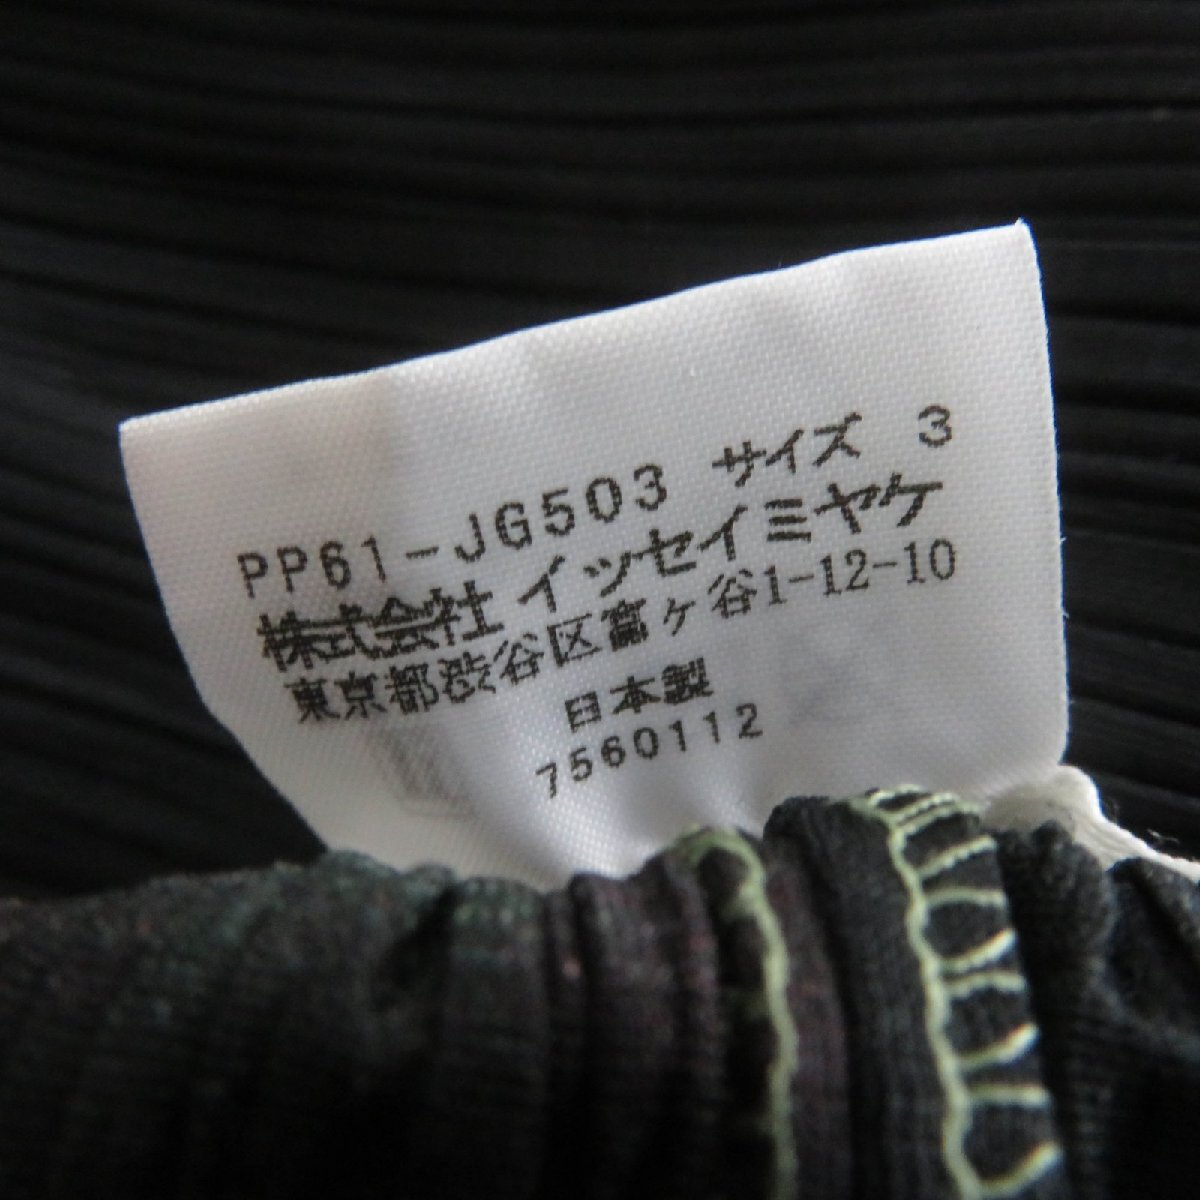 PP61-JG503 サイズ 3
株式会社 イッセイミヤケ
東京都渋谷区富ヶ谷1-12-10
日本製
7560112